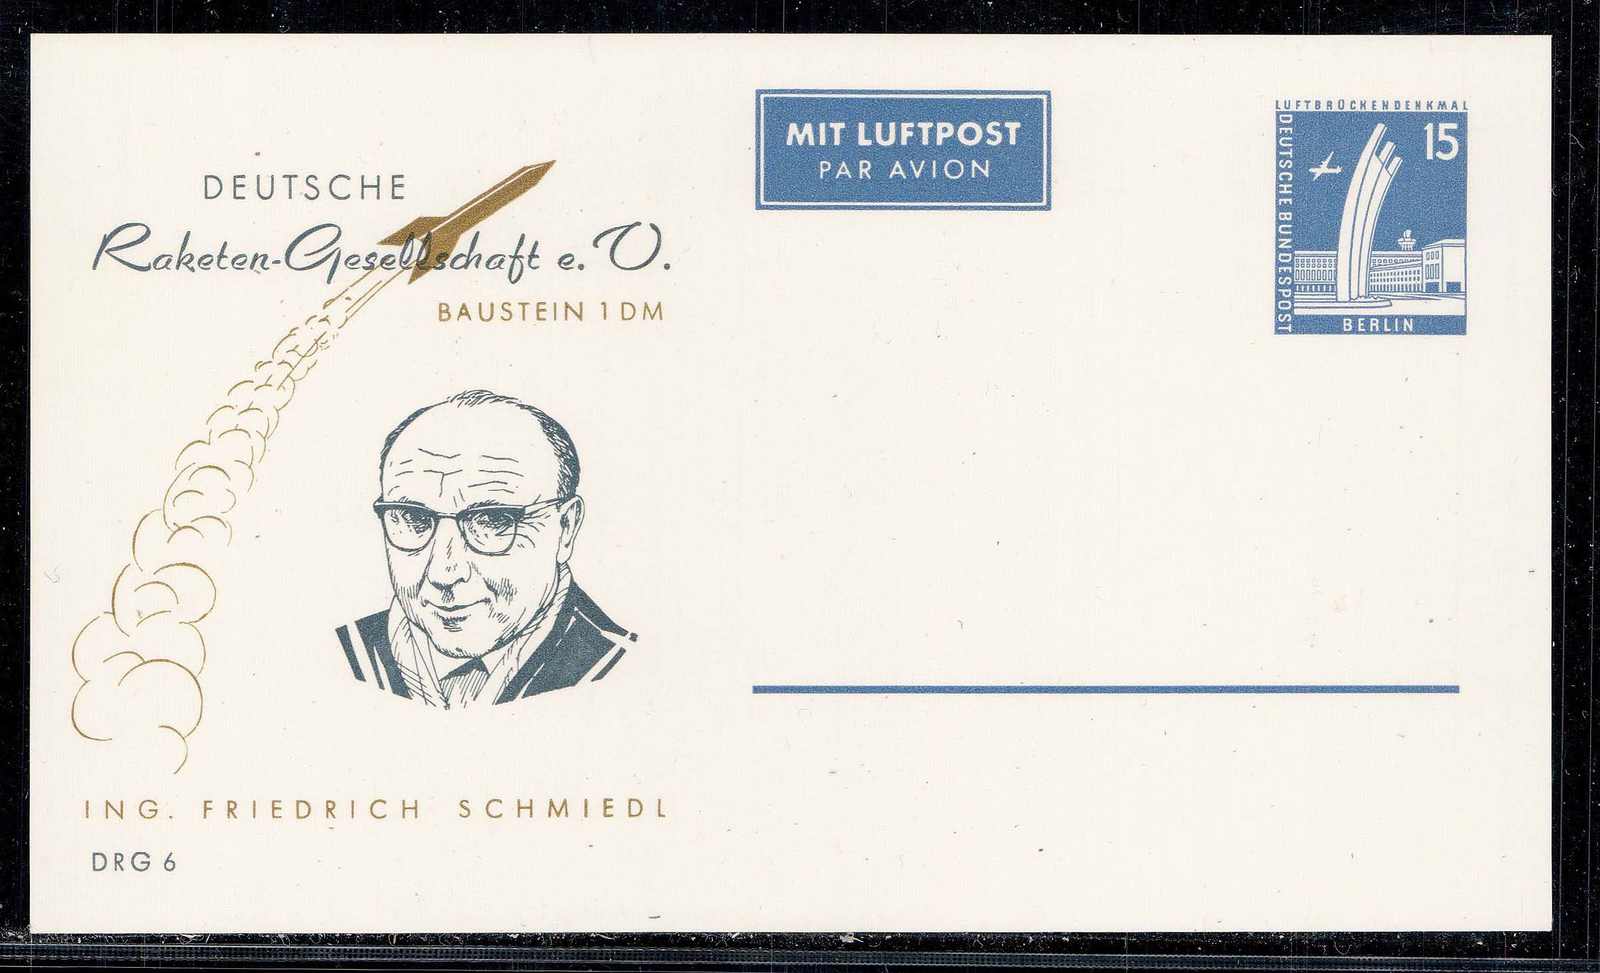 DEUTSCHE
Raketen-Gesellschaft e. V.
BAUSTEIN 1 DM
ING. FRIEDRICH SCHMIEDL
DRG 6
MIT LUFTPOST
PAR AVION
LUFTBRÜCKENDENKMAL
DEUTSCHE BUNDESPOST
15
BERLIN